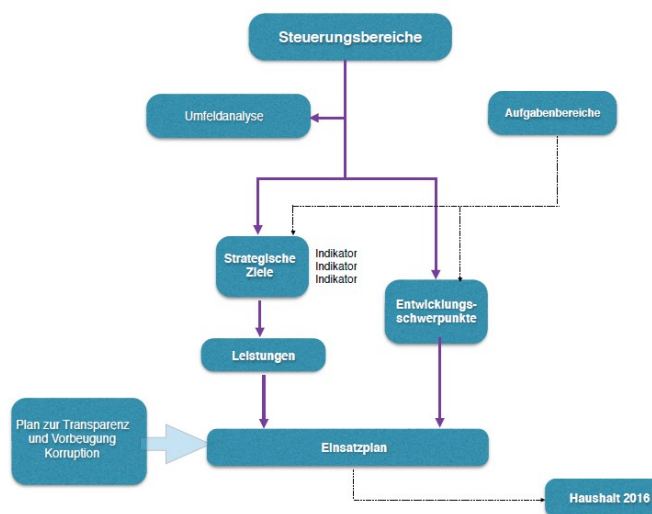 Steuerungsbereiche
Umfeldanalyse
Aufgabenbereiche
Strategische
Ziele
Indikator
Indikator
Indikator
Entwicklungs-
schwerpunkte
Leistungen
Plan zur Transparenz
und Vorbeugung
Korruption
Einsatzplan
Haushalt 2016